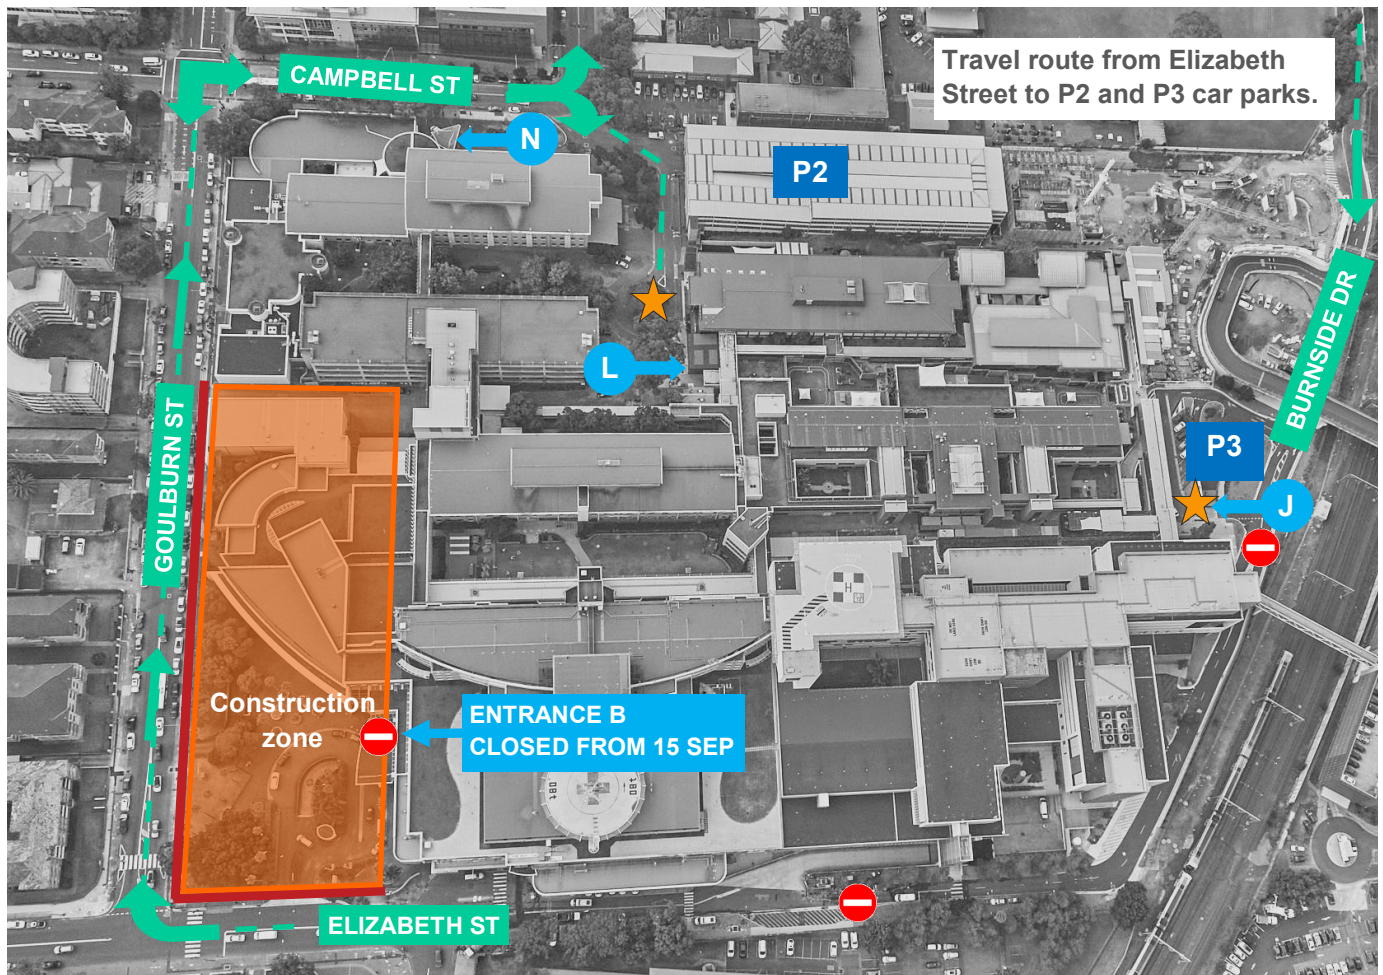 Travel route from Elizabeth
Street to P2 and P3 car parks.
CAMPBELL ST
N
P2
BURNSIDE DR
L
GOULBURN ST
P3
J
H
Construction
zone
ENTRANCE B
CLOSED FROM 15 SEP
ELIZABETH ST